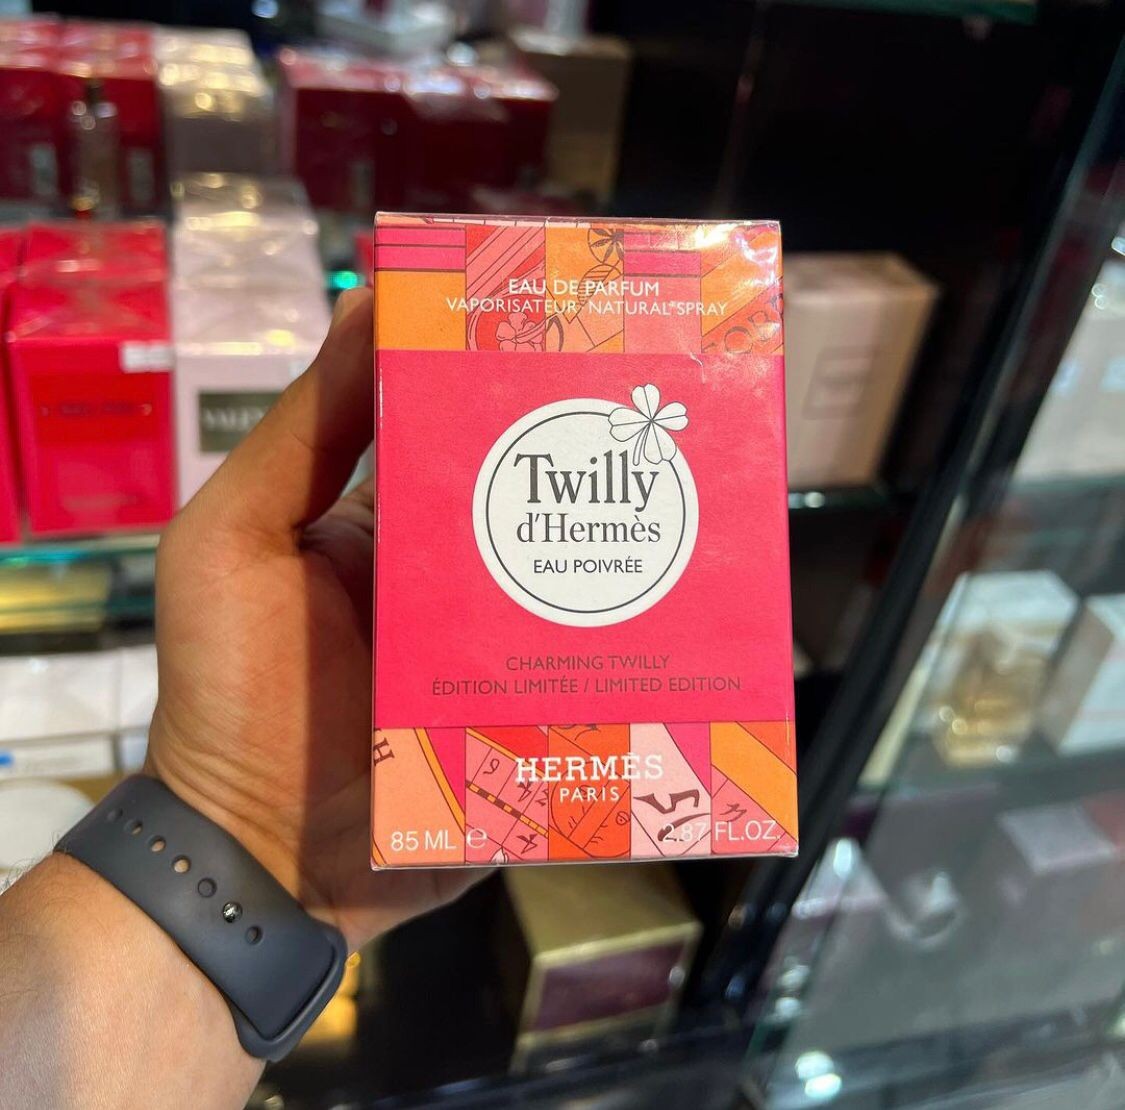 EAU DE PARFUM
VAPORISATEUR NATURAL SPRAY
Twilly
d'Hermès
EAU POIVRÉE
CHARMING TWILLY
ÉDITION LIMITÉE / LIMITED EDITION
HERMÈS
PARIS
85 ML ℮ 2.87 FL.OZ.